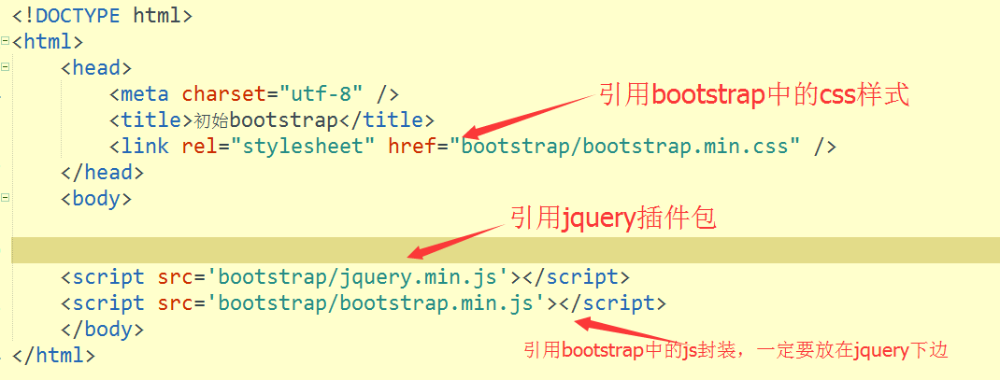 <!DOCTYPE html>
<html>
<head>
<meta charset="utf-8" />
引用bootstrap中的css样式
<title>初始bootstrap</title>
<link rel="stylesheet" href="bootstrap/bootstrap.min.css" />
</head>
<body>
引用jquery插件包
<script src='bootstrap/jquery.min.js'></script>
<script src='bootstrap/bootstrap.min.js'></script>
</body>
引用bootstrap中的js封装，一定要放在jquery下边
</html>